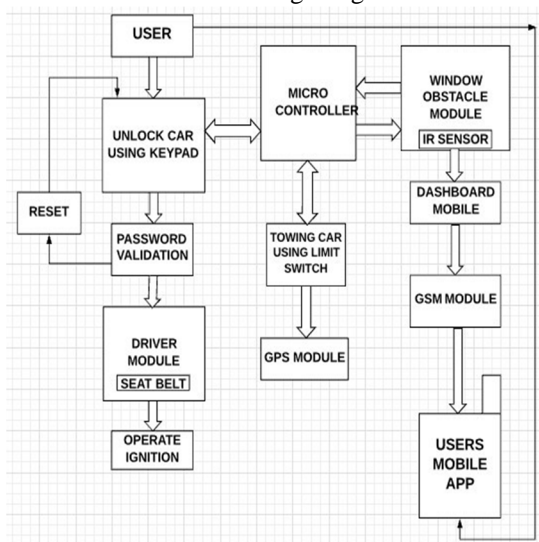 USER
UNLOCK CAR
USING KEYPAD
RESET
PASSWORD
VALIDATION
DRIVER
MODULE
SEAT BELT
OPERATE
IGNITION
MICRO
CONTROLLER
TOWING CAR
USING LIMIT
SWITCH
GPS MODULE
WINDOW
OBSTACLE
MODULE
IR SENSOR
DASHBOARD
MOBILE
GSM MODULE
USERS
MOBILE
APP